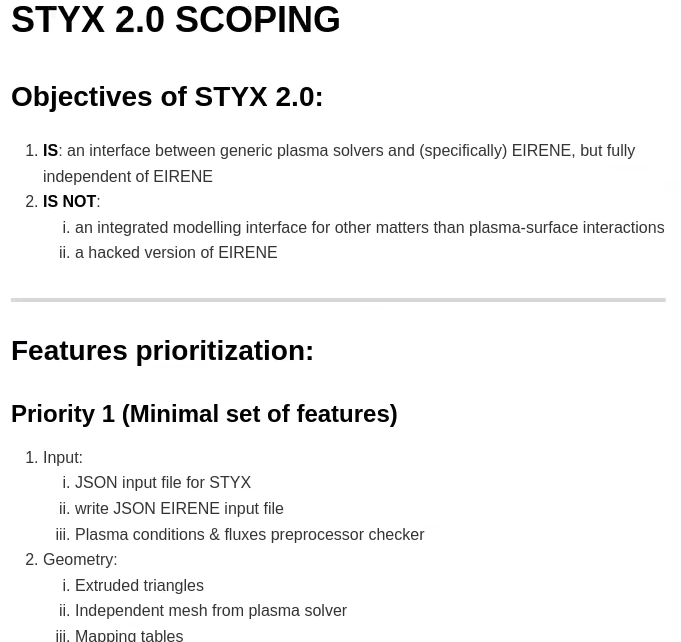 STYX 2.0 SCOPING
Objectives of STYX 2.0:
1. IS: an interface between generic plasma solvers and (specifically) EIRENE, but fully
independent of EIRENE
2. IS NOT:
i. an integrated modelling interface for other matters than plasma-surface interactions
ii. a hacked version of EIRENE
Features prioritization:
Priority 1 (Minimal set of features)
1. Input:
i. JSON input file for STYX
ii. write JSON EIRENE input file
iii. Plasma conditions & fluxes preprocessor checker
2. Geometry:
i. Extruded triangles
ii. Independent mesh from plasma solver
iii. Mapping tables